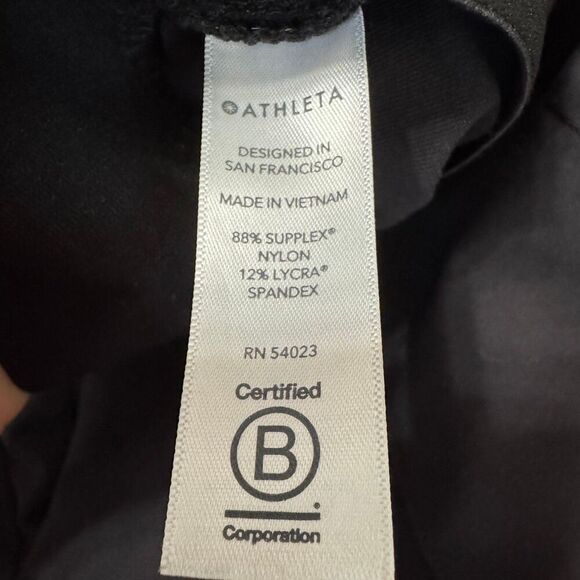 ATHLETA
DESIGNED IN
SAN FRANCISCO
MADE IN VIETNAM
88% SUPPLEX®
NYLON
12% LYCRA®
SPANDEX
RN 54023
Certified
B
Corporation